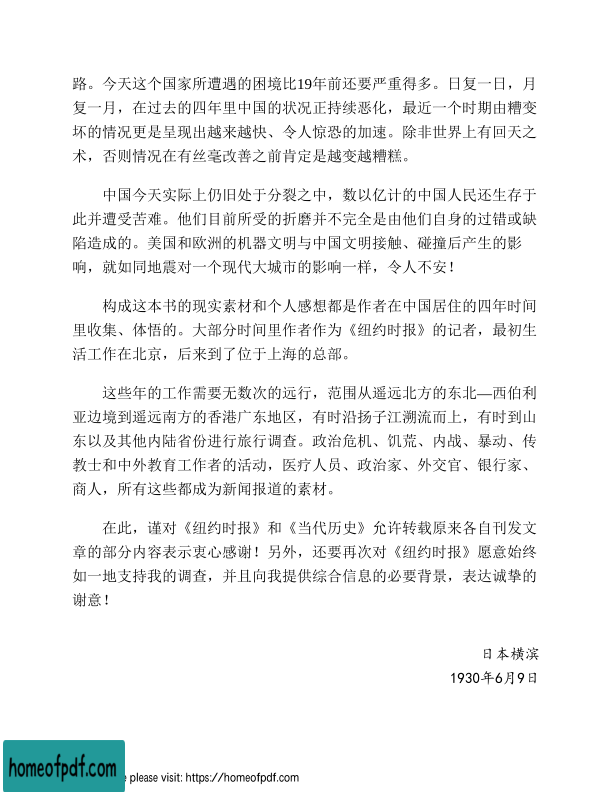 路。今天这个国家所遭遇的困境比19年前还要严重得多。日复一日，月
复一月，在过去的四年里中国的状况正持续恶化，最近一个时期由糟变
坏的情况更是呈现出越来越快、令人惊恐的加速。除非世界上有回天之
术，否则情况在有丝毫改善之前肯定是越变越糟糕。
中国今天实际上仍旧处于分裂之中，数以亿计的中国人民还生存于
此并遭受苦难。他们目前所受的折磨并不完全是由他们自身的过错或缺
陷造成的。美国和欧洲的机器文明与中国文明接触、碰撞后产生的影
响，就如同地震对一个现代大城市的影响一样，令人不安！
构成这本书的现实素材和个人感想都是作者在中国居住的四年时间
里收集、体悟的。大部分时间里作者作为《纽约时报》的记者，最初生
活工作在北京，后来到了位于上海的总部。
这些年的工作需要无数次的远行，范围从遥远北方的东北—西伯利
亚边境到遥远南方的香港广东地区，有时沿扬子江溯流而上，有时到山
东以及其他内陆省份进行旅行调查。政治危机、饥荒、内战、暴动、传
教士和中外教育工作者的活动，医疗人员、政治家、外交官、银行家、
商人，所有这些都成为新闻报道的素材。
在此，谨对《纽约时报》和《当代历史》允许转载原来各自刊发文
章的部分内容表示衷心感谢！另外，还要再次对《纽约时报》愿意始终
如一地支持我的调查，并且向我提供综合信息的必要背景，表达诚挚的
谢意！
日本横滨
1930年6月9日
homeofpdf.com
e please visit: https://homeofpdf.com